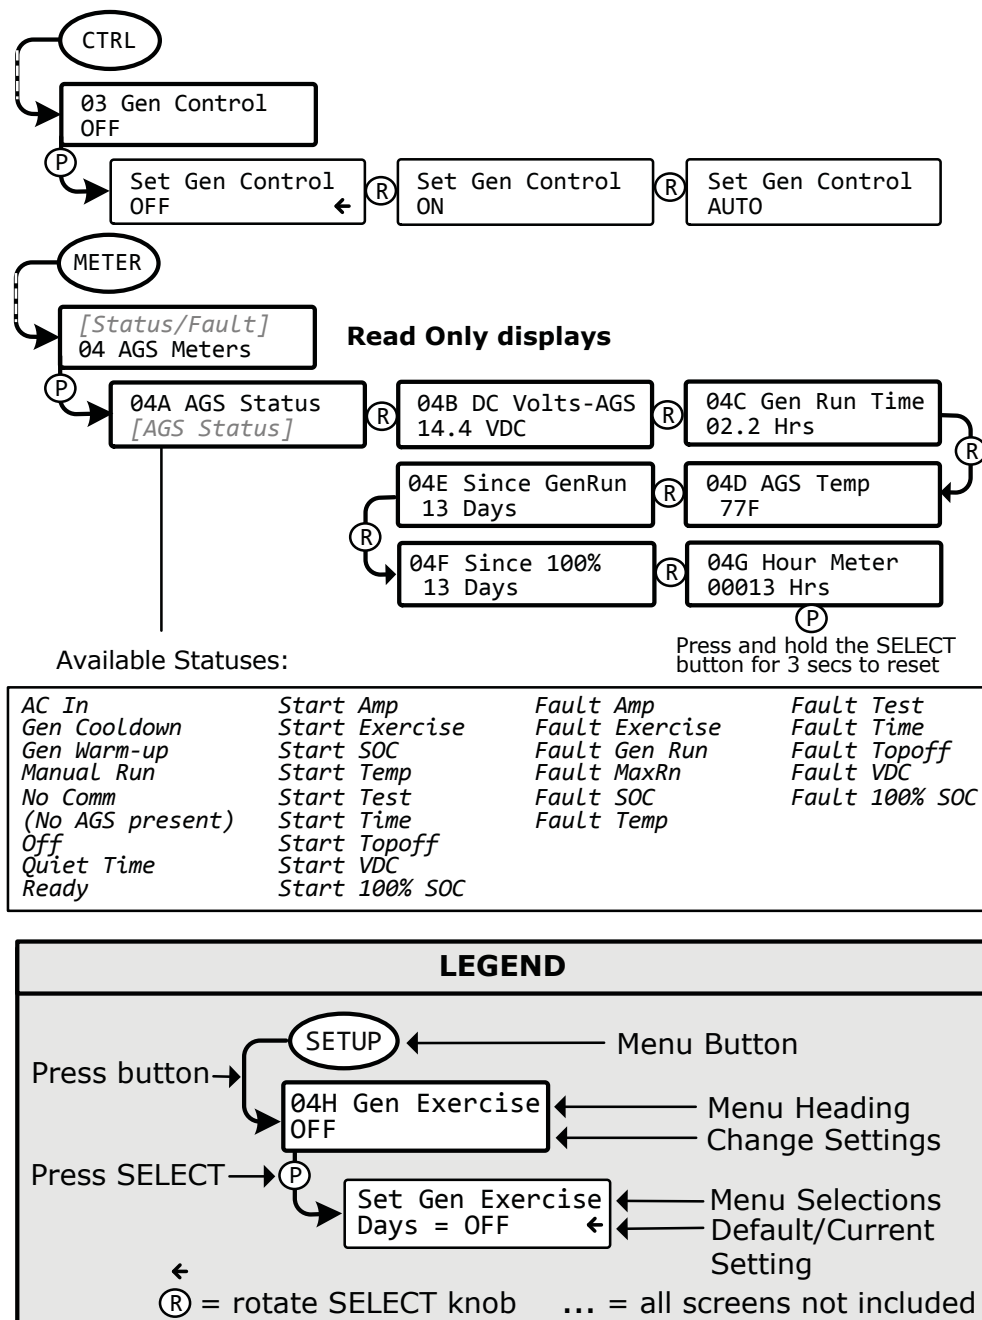 CTRL
03 Gen Control
OFF
P
Set Gen Control
OFF ←
R
Set Gen Control
ON
R
Set Gen Control
AUTO
METER
[Status/Fault]
04 AGS Meters
Read Only displays
P
04A AGS Status
[AGS Status]
R
04B DC Volts-AGS
14.4 VDC
R
04C Gen Run Time
02.2 Hrs
R
04D AGS Temp
77F
R
04E Since GenRun
13 Days
R
04F Since 100%
13 Days
R
04G Hour Meter
00013 Hrs
P
Press and hold the SELECT
button for 3 secs to reset
Available Statuses:
AC In
Gen Cooldown
Gen Warm-up
Manual Run
No Comm
(No AGS present)
Off
Quiet Time
Ready
Start Amp
Start Exercise
Start SOC
Start Temp
Start Test
Start Time
Start Topoff
Start VDC
Start 100% SOC
Fault Amp
Fault Exercise
Fault Gen Run
Fault MaxRn
Fault SOC
Fault Temp
Fault Test
Fault Time
Fault Topoff
Fault VDC
Fault 100% SOC
LEGEND
SETUP
Menu Button
Press button
04H Gen Exercise
OFF
Menu Heading
Change Settings
Press SELECT
P
Set Gen Exercise
Days = OFF ←
Menu Selections
Default/Current
Setting
←
R = rotate SELECT knob ... = all screens not included